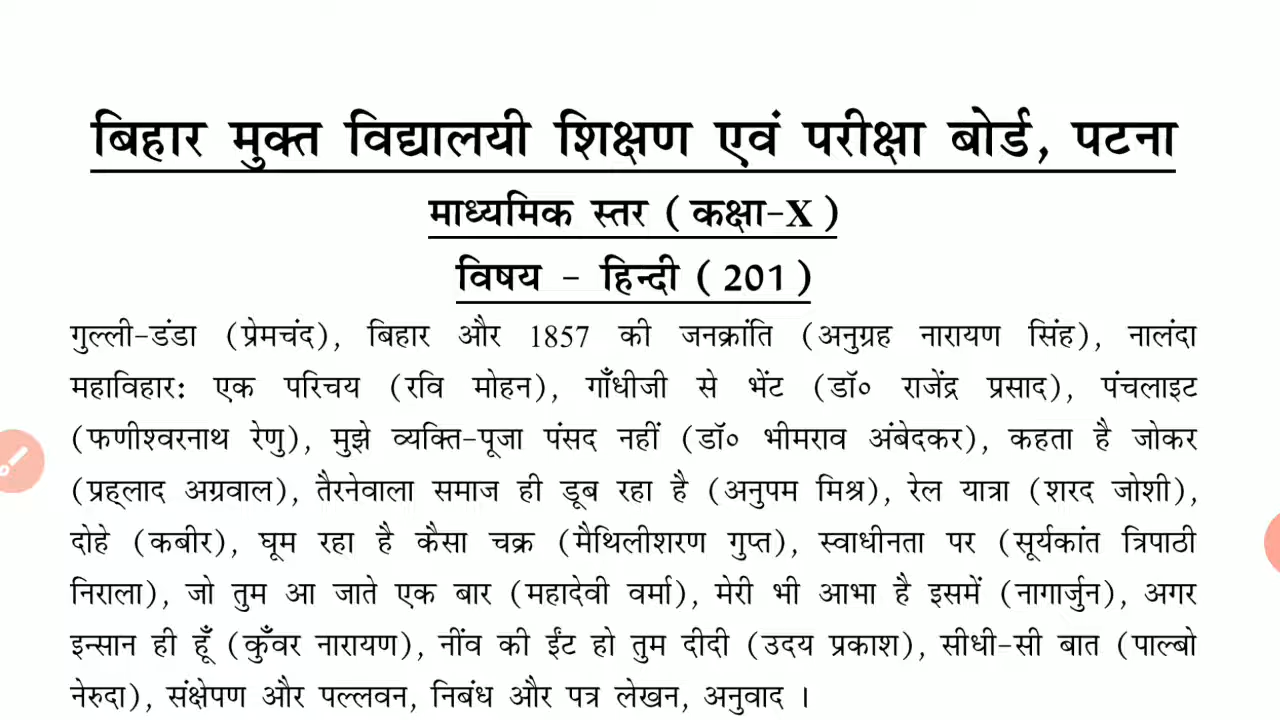 बिहार मुक्त विद्यालयी शिक्षण एवं परीक्षा बोर्ड, पटना
माध्यमिक स्तर (कक्षा-X)
विषय - हिन्दी (201)
गुल्ली-डंडा (प्रेमचंद), बिहार और 1857 की जनक्रांति (अनुग्रह नारायण सिंह), नालंदा
महाविहार: एक परिचय (रवि मोहन), गाँधीजी से भेंट (डॉ० राजेंद्र प्रसाद), पंचलाइट
(फणीश्वरनाथ रेणु), मुझे व्यक्ति-पूजा पंसद नहीं (डॉ० भीमराव अंबेदकर), कहता है जोकर
(प्रह्लाद अग्रवाल), तैरनेवाला समाज ही डूब रहा है (अनुपम मिश्र), रेल यात्रा (शरद जोशी),
दोहे (कबीर), घूम रहा है कैसा चक्र (मैथिलीशरण गुप्त), स्वाधीनता पर (सूर्यकांत त्रिपाठी
निराला), जो तुम आ जाते एक बार (महादेवी वर्मा), मेरी भी आभा है इसमें (नागार्जुन), अगर
इन्सान ही हूँ (कुँवर नारायण), नींव की ईंट हो तुम दीदी (उदय प्रकाश), सीधी-सी बात (पाल्बो
नेरुदा), संक्षेपण और पल्लवन, निबंध और पत्र लेखन, अनुवाद ।